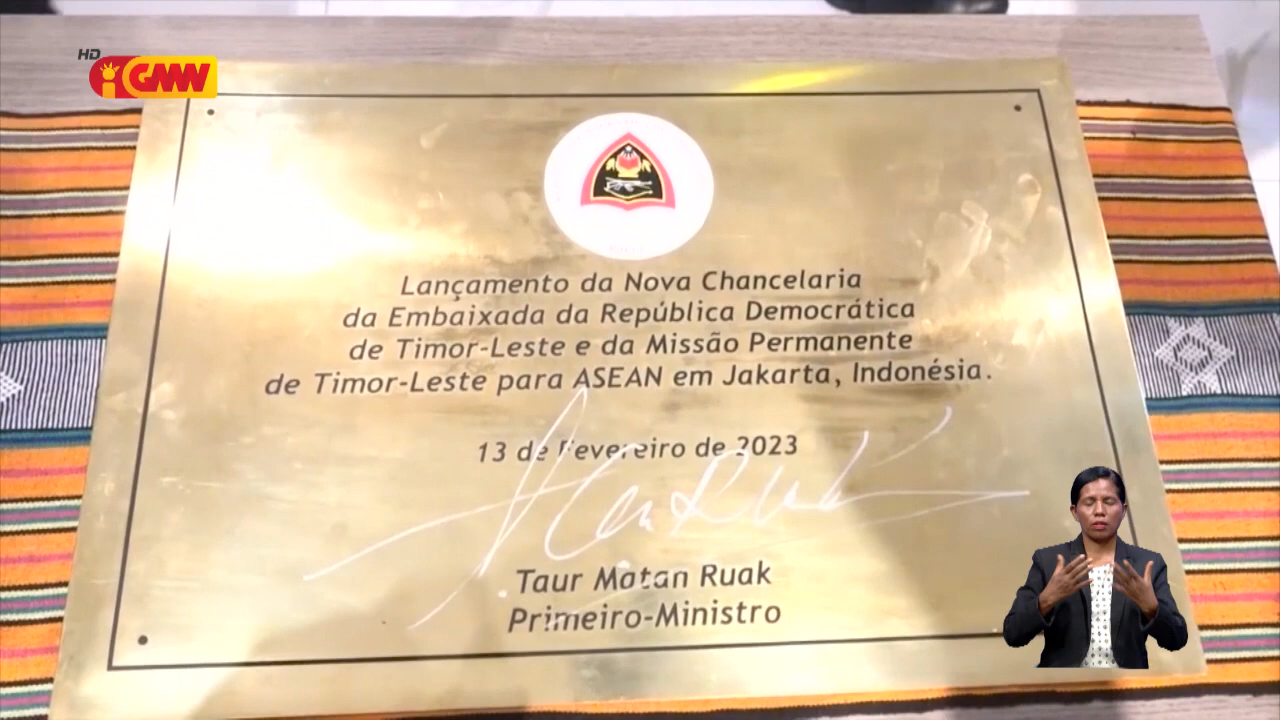 HD
GMN
Lançamento da Nova Chancelaria
da Embaixada da República Democrática
de Timor-Leste e da Missão Permanente
de Timor-Leste para ASEAN em Jakarta, Indonésia.
13 de Fevereiro de 2023
Taur Matan Ruak
Primeiro-Ministro